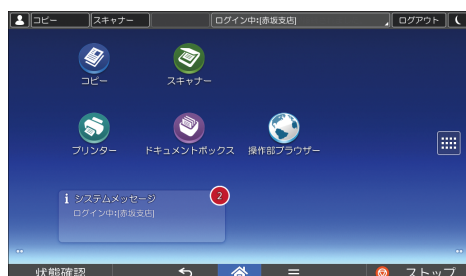 コピー スキャナー ログイン中:[赤坂支店] ログアウト
コピー スキャナー
プリンター ドキュメントボックス 操作部ブラウザー
i システムメッセージ 2
ログイン中:[赤坂支店]
状態確認 ストップ